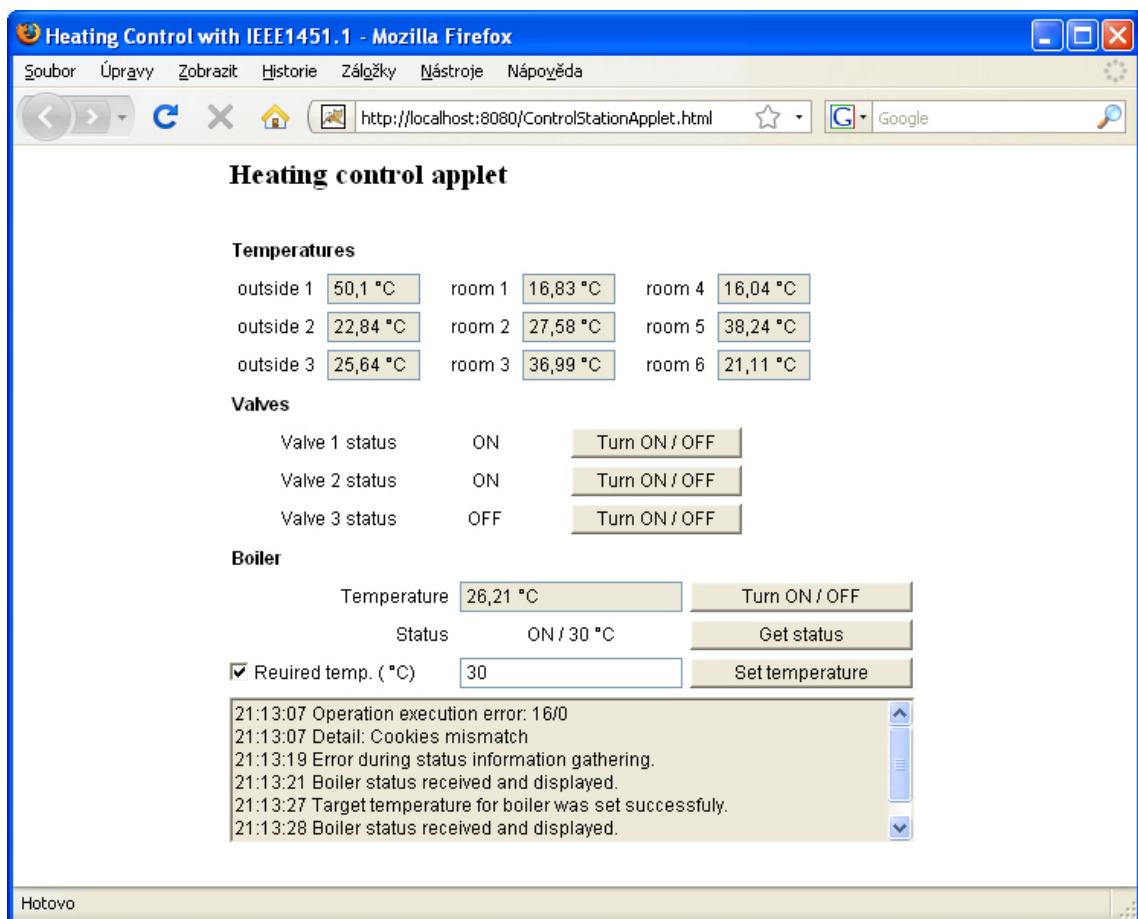 Heating Control with IEEE1451.1 - Mozilla Firefox
Soubor Úpravy Zobrazit Historie Záložky Nástroje Nápověda
http://localhost:8080/ControlStationApplet.html G Google
Heating control applet
Temperatures
outside 1 50,1 °C room 1 16,83 °C room 4 16,04 °C
outside 2 22,84 °C room 2 27,58 °C room 5 38,24 °C
outside 3 25,64 °C room 3 36,99 °C room 6 21,11 °C
Valves
Valve 1 status ON Turn ON / OFF
Valve 2 status ON Turn ON / OFF
Valve 3 status OFF Turn ON / OFF
Boiler
Temperature 26,21 °C Turn ON / OFF
Status ON / 30 °C Get status
Reuired temp. ( °C) 30 Set temperature
21:13:07 Operation execution error: 16/0
21:13:07 Detail: Cookies mismatch
21:13:19 Error during status information gathering.
21:13:21 Boiler status received and displayed.
21:13:27 Target temperature for boiler was set successfuly.
21:13:28 Boiler status received and displayed.
Hotovo